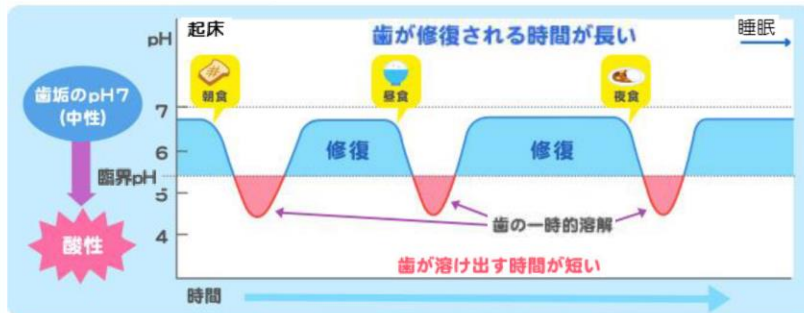 pH
起床
歯が修復される時間が長い
睡眠
朝食
昼食
夜食
歯垢のpH7
(中性)
7
6
臨界pH
5
4
酸性
修復
修復
歯の一時的溶解
歯が溶け出す時間が短い
時間